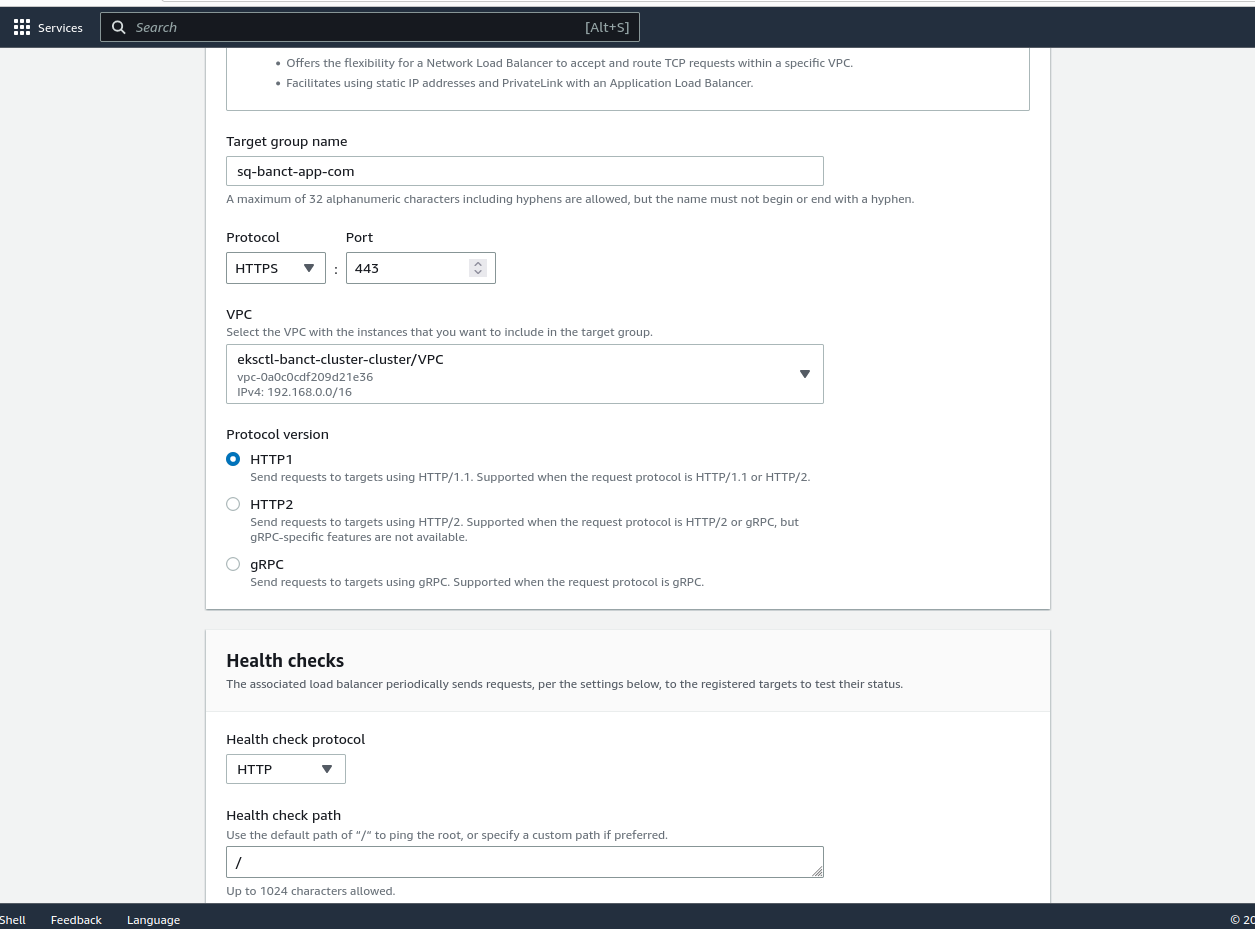 Services
Search
[Alt+S]
• Offers the flexibility for a Network Load Balancer to accept and route TCP requests within a specific VPC.
• Facilitates using static IP addresses and PrivateLink with an Application Load Balancer.
Target group name
sq-banct-app-com
A maximum of 32 alphanumeric characters including hyphens are allowed, but the name must not begin or end with a hyphen.
Protocol
Port
HTTPS
:
443
VPC
Select the VPC with the instances that you want to include in the target group.
eksctl-banct-cluster-cluster/VPC
vpc-0a0c0cdf209d21e36
IPv4: 192.168.0.0/16
Protocol version
HTTP1
Send requests to targets using HTTP/1.1. Supported when the request protocol is HTTP/1.1 or HTTP/2.
HTTP2
Send requests to targets using HTTP/2. Supported when the request protocol is HTTP/2 or gRPC, but
gRPC-specific features are not available.
gRPC
Send requests to targets using gRPC. Supported when the request protocol is gRPC.
Health checks
The associated load balancer periodically sends requests, per the settings below, to the registered targets to test their status.
Health check protocol
HTTP
Health check path
Use the default path of "/" to ping the root, or specify a custom path if preferred.
/
Up to 1024 characters allowed.
Shell
Feedback
Language
© 20